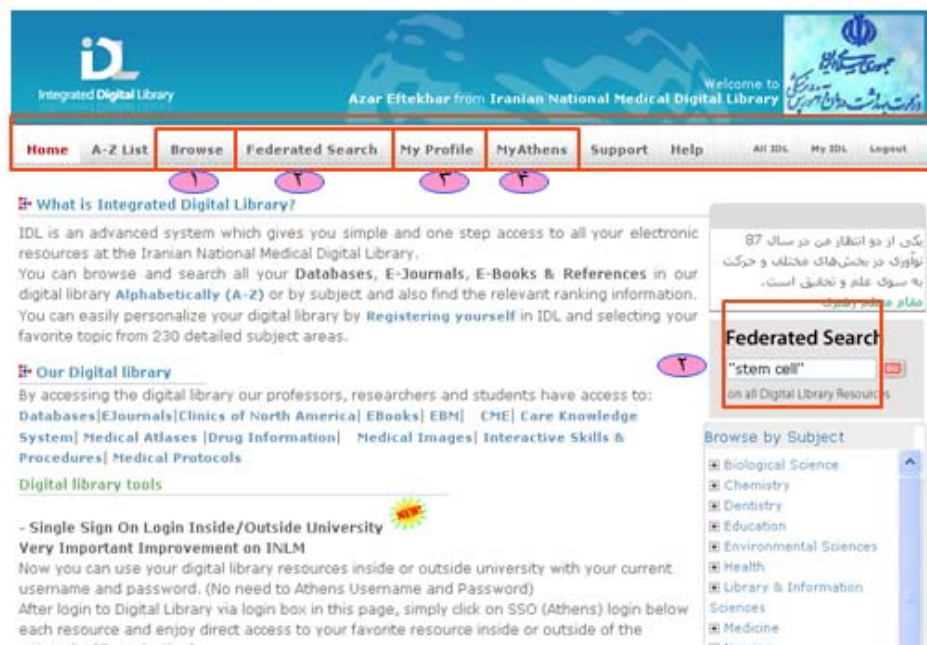 Integrated Digital Library
Welcome to
Azar Eftekhar from Iranian National Medical Digital Library
Home A-Z List Browse Federated Search My Profile MyAthens Support Help All IDL My IDL Logout
۱ ۲ ۳ ۴
What is Integrated Digital Library?
IDL is an advanced system which gives you simple and one step access to all your electronic
resources at the Iranian National Medical Digital Library.
You can browse and search all your Databases, E-Journals, E-Books & References in our
digital library Alphabetically (A-Z) or by subject and also find the relevant ranking information.
You can easily personalize your digital library by Registering yourself in IDL and selecting your
favorite topic from 230 detailed subject areas.
یکی از دو انتظار من در سال 87
نوآوری در بخش‌های مختلف و حرکت
به سوی علم و تحقیق است.
مقام معظم رهبری
Federated Search
۲
"stem cell" GO
on all Digital Library Resources
Our Digital library
By accessing the digital library our professors, researchers and students have access to:
Databases|EJournals|Clinics of North America| EBooks| EBM| CME| Care Knowledge
System| Medical Atlases |Drug Information| Medical Images| Interactive Skills &
Procedures| Medical Protocols
Digital library tools
NEW
- Single Sign On Login Inside/Outside University
Very Important Improvement on INLM
Now you can use your digital library resources inside or outside university with your current
username and password. (No need to Athens Username and Password)
After login to Digital Library via login box in this page, simply click on SSO (Athens) login below
each resource and enjoy direct access to your favorite resource inside or outside of the
Browse by Subject
Biological Science
Chemistry
Dentistry
Education
Environmental Sciences
Health
Library & Information
Sciences
Medicine